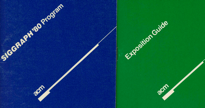 SIGGRAPH '80 Program
acm
Exposition Guide
acm